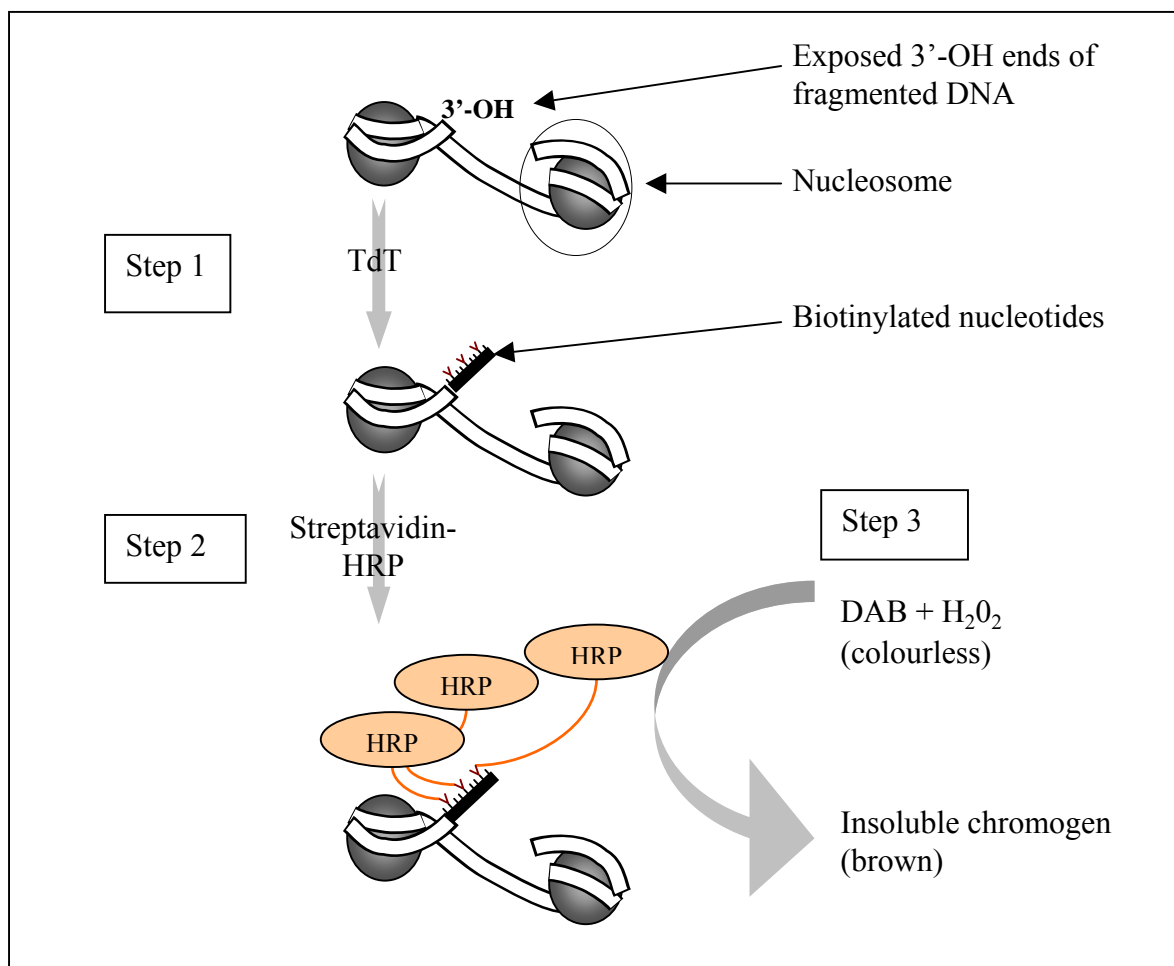 Exposed 3’-OH ends of
fragmented DNA
3’-OH
Nucleosome
Step 1
TdT
Biotinylated nucleotides
Step 2
Streptavidin-
HRP
Step 3
DAB + H₂0₂
(colourless)
HRP
HRP
HRP
Insoluble chromogen
(brown)